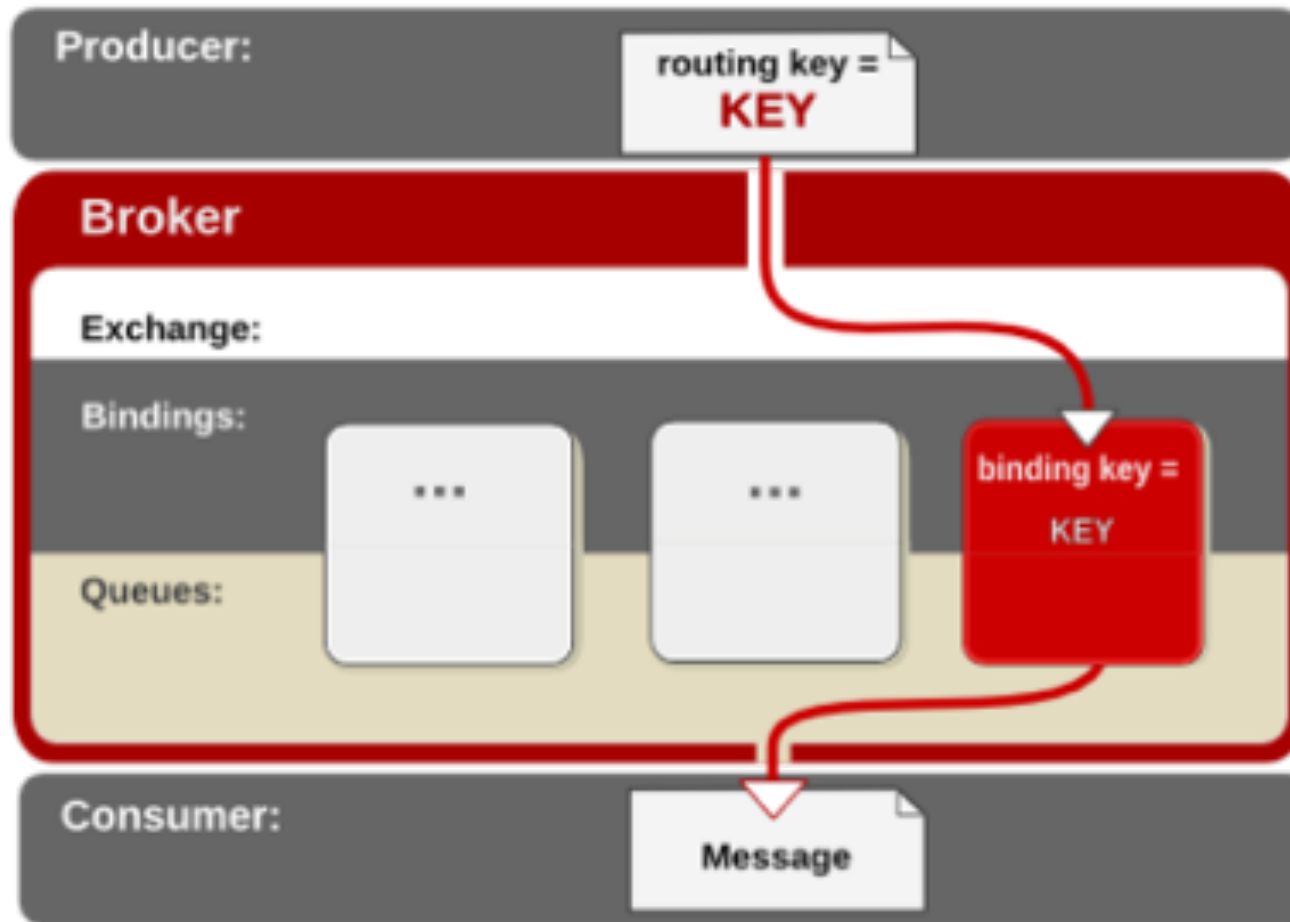 Producer:
routing key =
KEY
Broker
Exchange:
Bindings:
...
...
binding key =
KEY
Queues:
Consumer:
Message